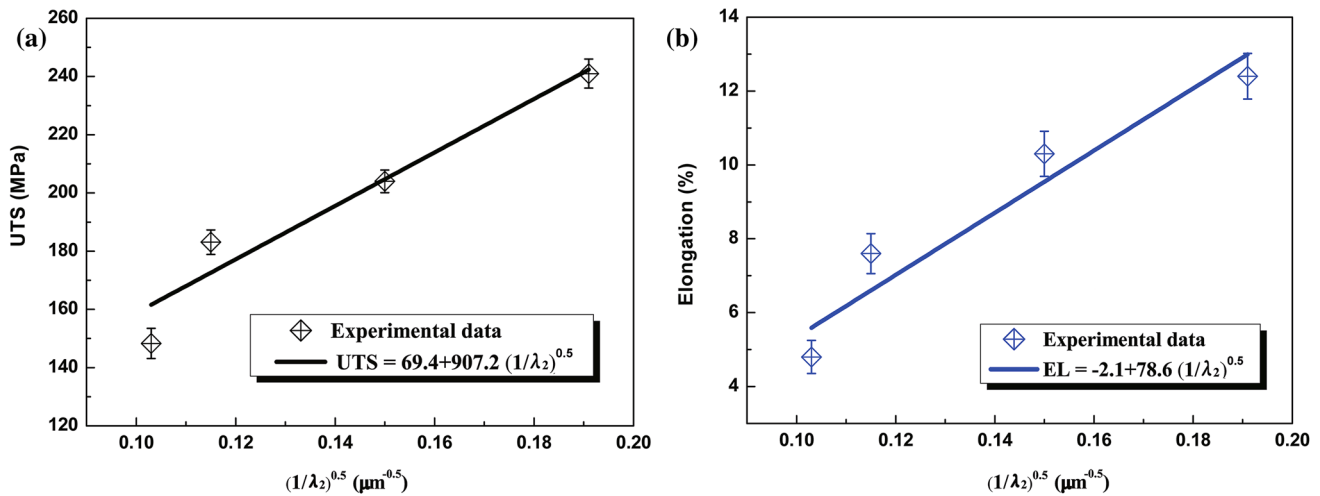 (a)
UTS (MPa)
260
240
220
200
180
160
140
120
0.10 0.12 0.14 0.16 0.18 0.20
(1/λ₂)⁰·⁵ (μm⁻⁰·⁵)
Experimental data
UTS = 69.4+907.2 (1/λ₂)⁰·⁵
(b)
Elongation (%)
14
12
10
8
6
4
0.10 0.12 0.14 0.16 0.18 0.20
(1/λ₂)⁰·⁵ (μm⁻⁰·⁵)
Experimental data
EL = -2.1+78.6 (1/λ₂)⁰·⁵